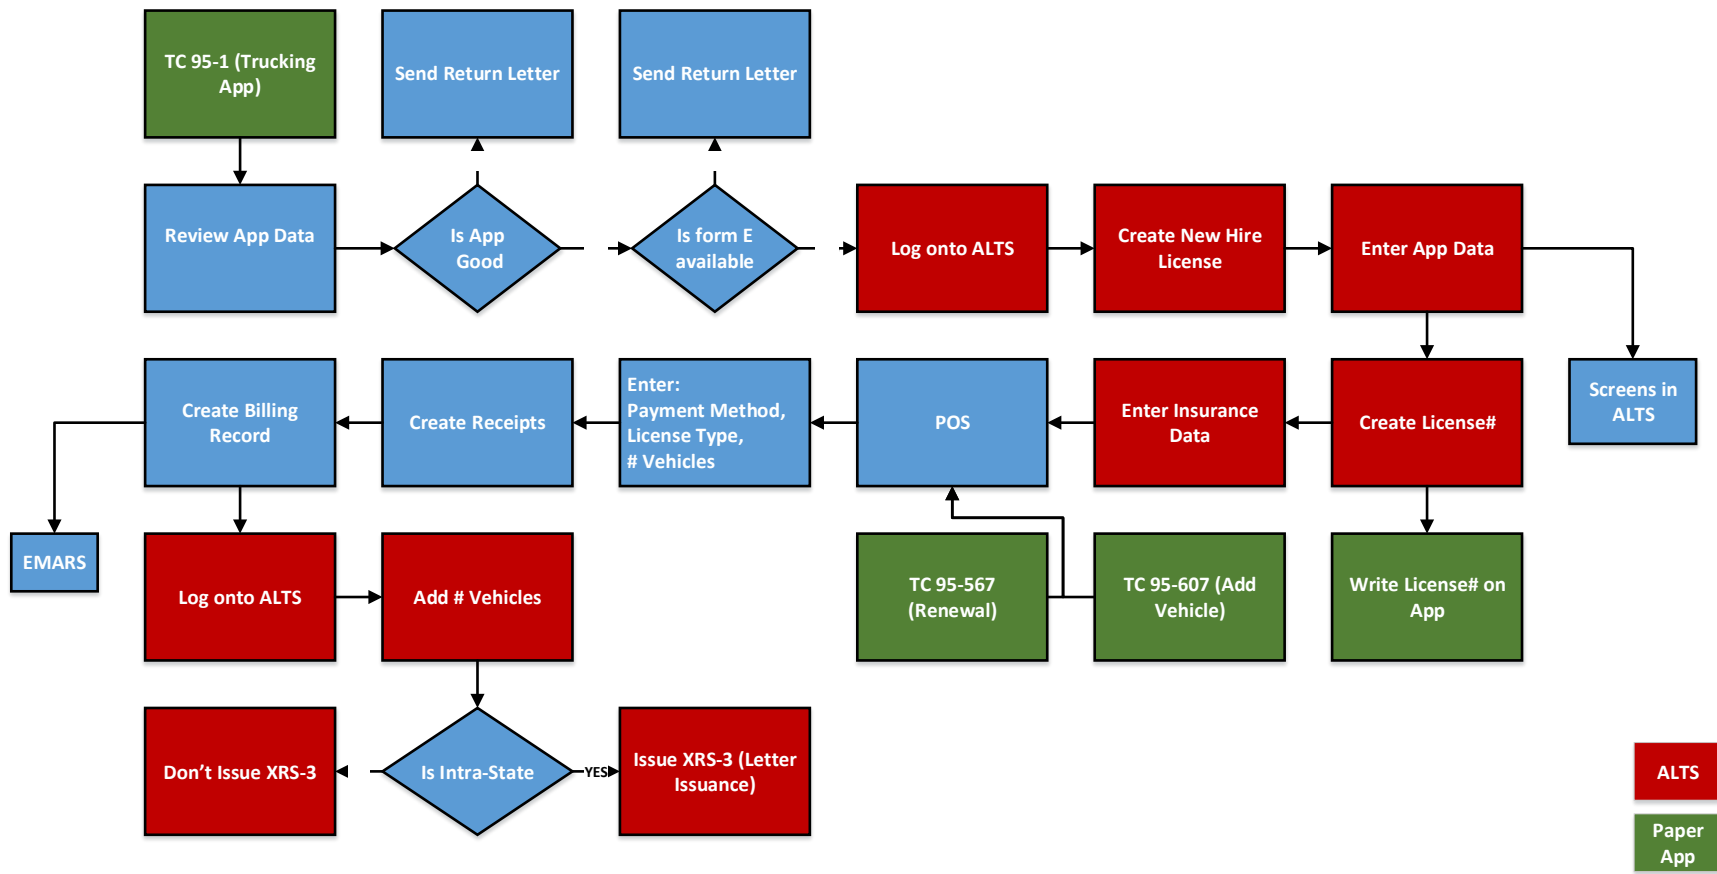 TC 95-1 (Trucking
App)
Send Return Letter
Send Return Letter
Review App Data
Is App
Good
Is form E
available
Log onto ALTS
Create New Hire
License
Enter App Data
Create Billing
Record
Create Receipts
Enter:
Payment Method,
License Type,
# Vehicles
POS
Enter Insurance
Data
Create License#
Screens in
ALTS
EMARS
Log onto ALTS
Add # Vehicles
TC 95-567
(Renewal)
TC 95-607 (Add
Vehicle)
Write License# on
App
Don’t Issue XRS-3
Is Intra-State
YES
Issue XRS-3 (Letter
Issuance)
ALTS
Paper
App